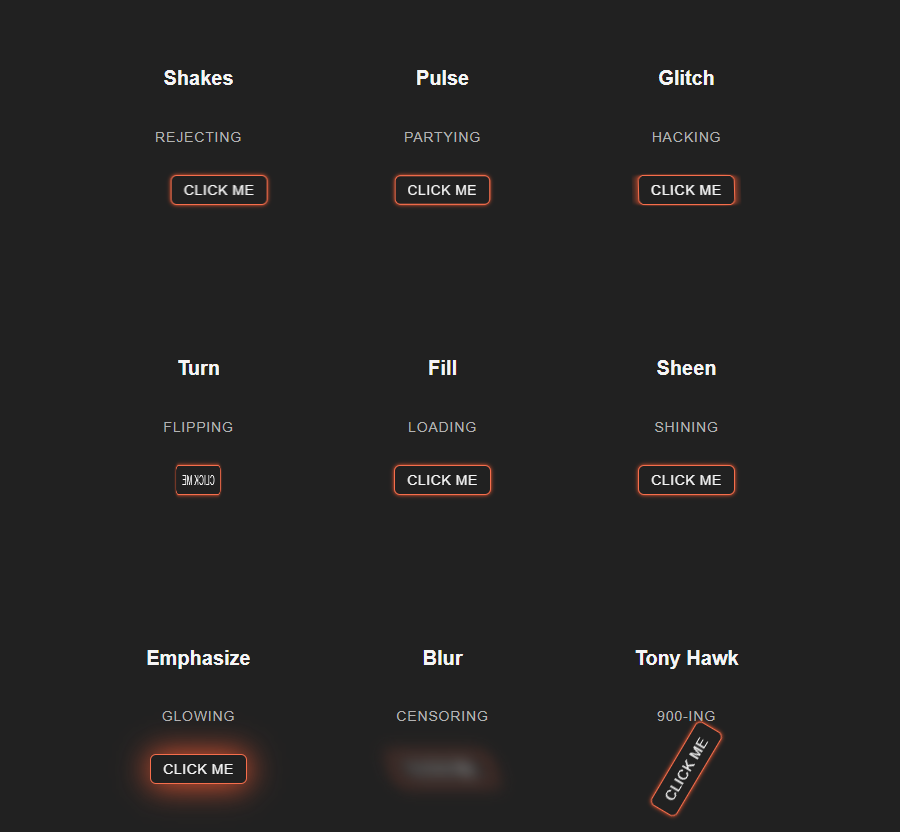 Shakes
Pulse
Glitch
REJECTING
PARTYING
HACKING
CLICK ME
CLICK ME
CLICK ME
Turn
Fill
Sheen
FLIPPING
LOADING
SHINING
CLICK ME
CLICK ME
CLICK ME
Emphasize
Blur
Tony Hawk
GLOWING
CENSORING
900-ING
CLICK ME
CLICK ME